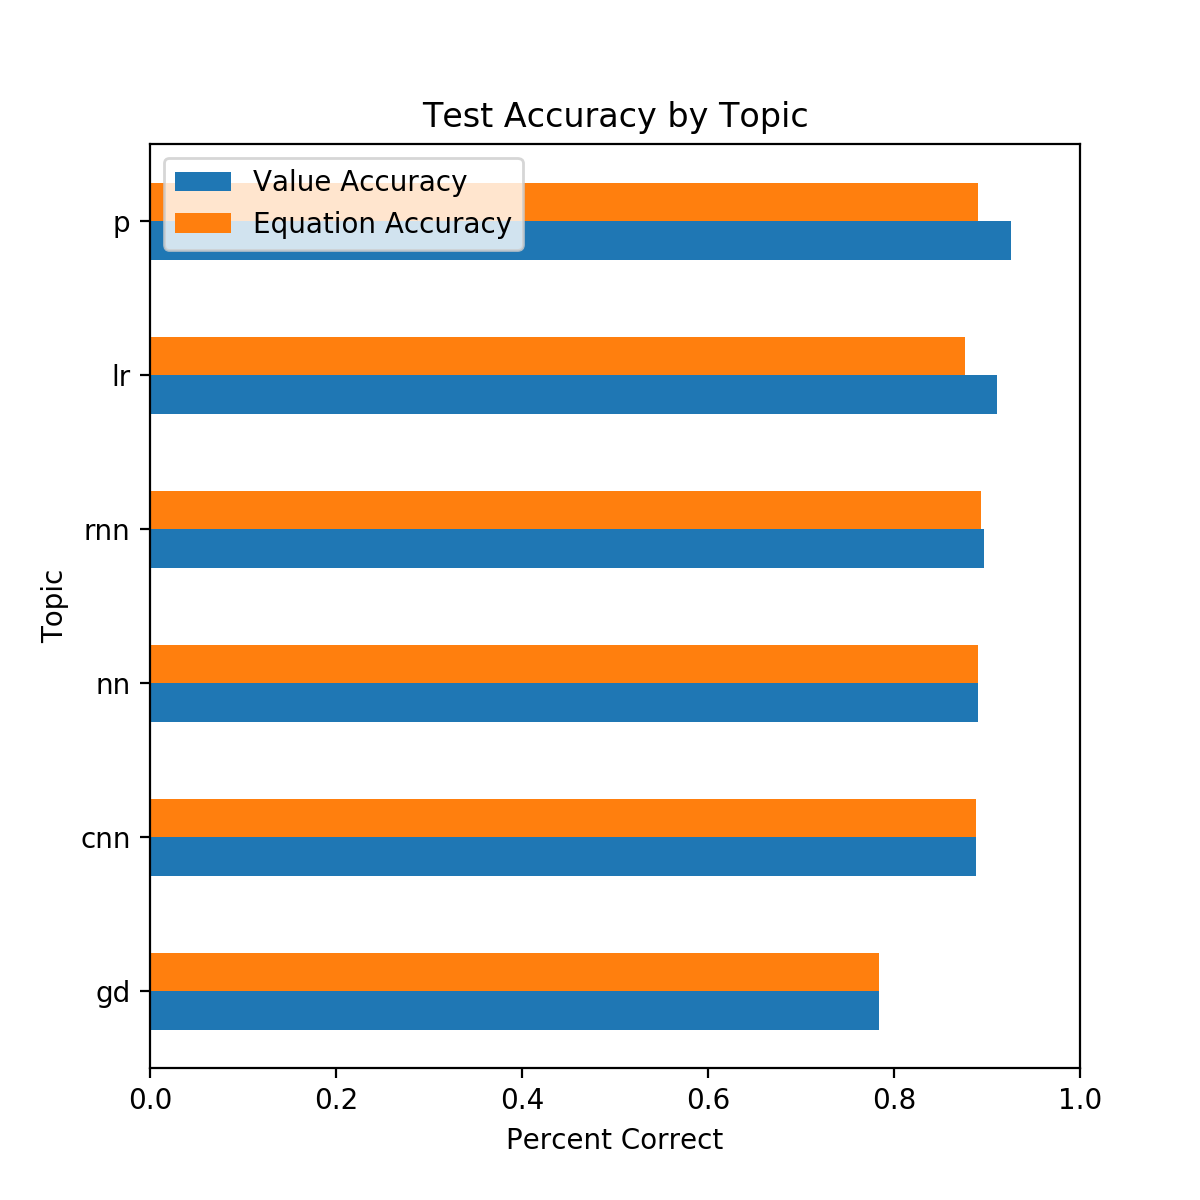 Test Accuracy by Topic
Value Accuracy
Equation Accuracy
p
lr
rnn
nn
cnn
gd
Topic
0.0 0.2 0.4 0.6 0.8 1.0
Percent Correct